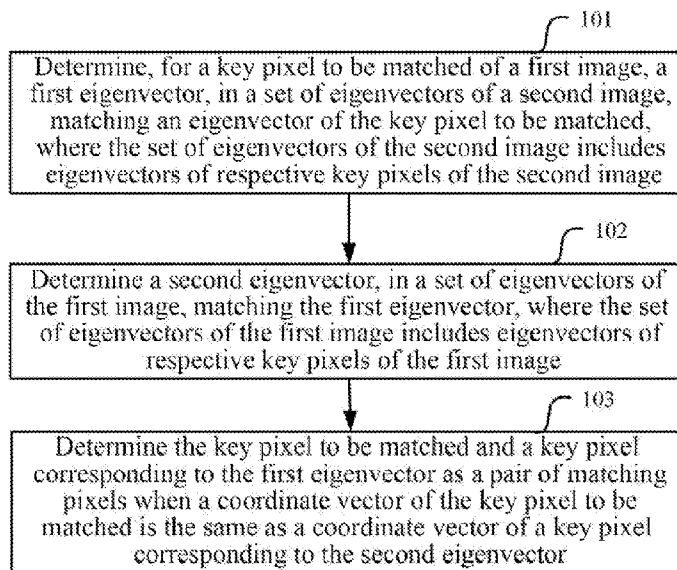 101
Determine, for a key pixel to be matched of a first image, a
first eigenvector, in a set of eigenvectors of a second image,
matching an eigenvector of the key pixel to be matched,
where the set of eigenvectors of the second image includes
eigenvectors of respective key pixels of the second image
102
Determine a second eigenvector, in a set of eigenvectors of
the first image, matching the first eigenvector, where the set
of eigenvectors of the first image includes eigenvectors of
respective key pixels of the first image
103
Determine the key pixel to be matched and a key pixel
corresponding to the first eigenvector as a pair of matching
pixels when a coordinate vector of the key pixel to be
matched is the same as a coordinate vector of a key pixel
corresponding to the second eigenvector